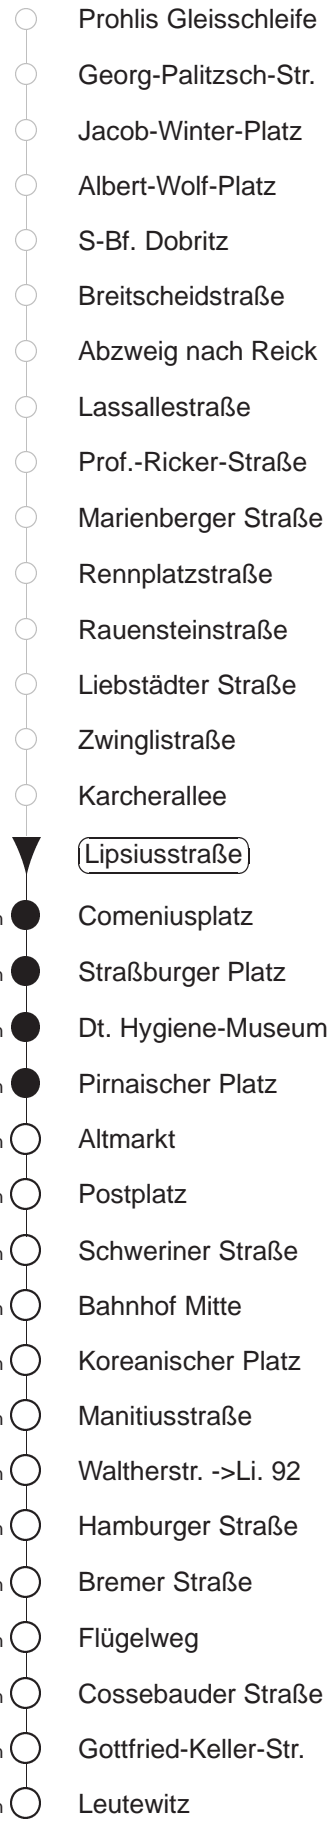 Prohlis Gleisschleife
Georg-Palitzsch-Str.
Jacob-Winter-Platz
Albert-Wolf-Platz
S-Bf. Dobritz
Breitscheidstraße
Abzweig nach Reick
Lassallestraße
Prof.-Ricker-Straße
Marienberger Straße
Rennplatzstraße
Rauensteinstraße
Liebstädter Straße
Zwinglistraße
Karcherallee
Lipsiusstraße
Comeniusplatz
Straßburger Platz
Dt. Hygiene-Museum
Pirnaischer Platz
Altmarkt
Postplatz
Schweriner Straße
Bahnhof Mitte
Koreanischer Platz
Manitiusstraße
Waltherstr. ->Li. 92
Hamburger Straße
Bremer Straße
Flügelweg
Cossebauder Straße
Gottfried-Keller-Str.
Leutewitz